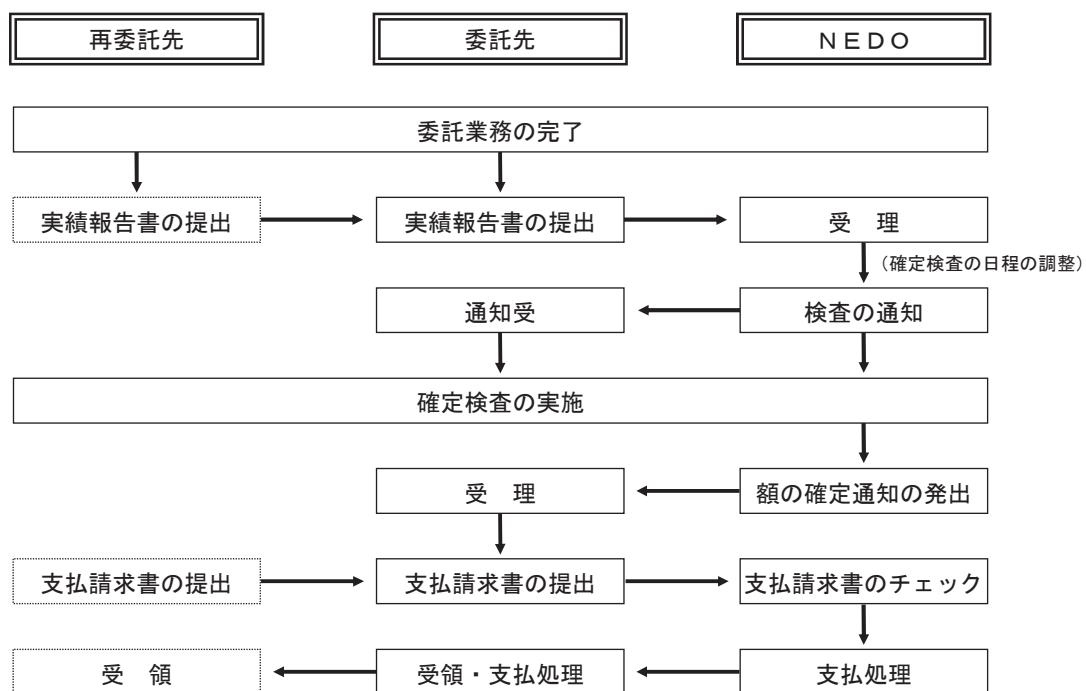 再委託先
委託先
ＮＥＤＯ
委託業務の完了
実績報告書の提出
実績報告書の提出
受　理
（確定検査の日程の調整）
通知受
検査の通知
確定検査の実施
受　理
額の確定通知の発出
支払請求書の提出
支払請求書の提出
支払請求書のチェック
受　領
受領・支払処理
支払処理